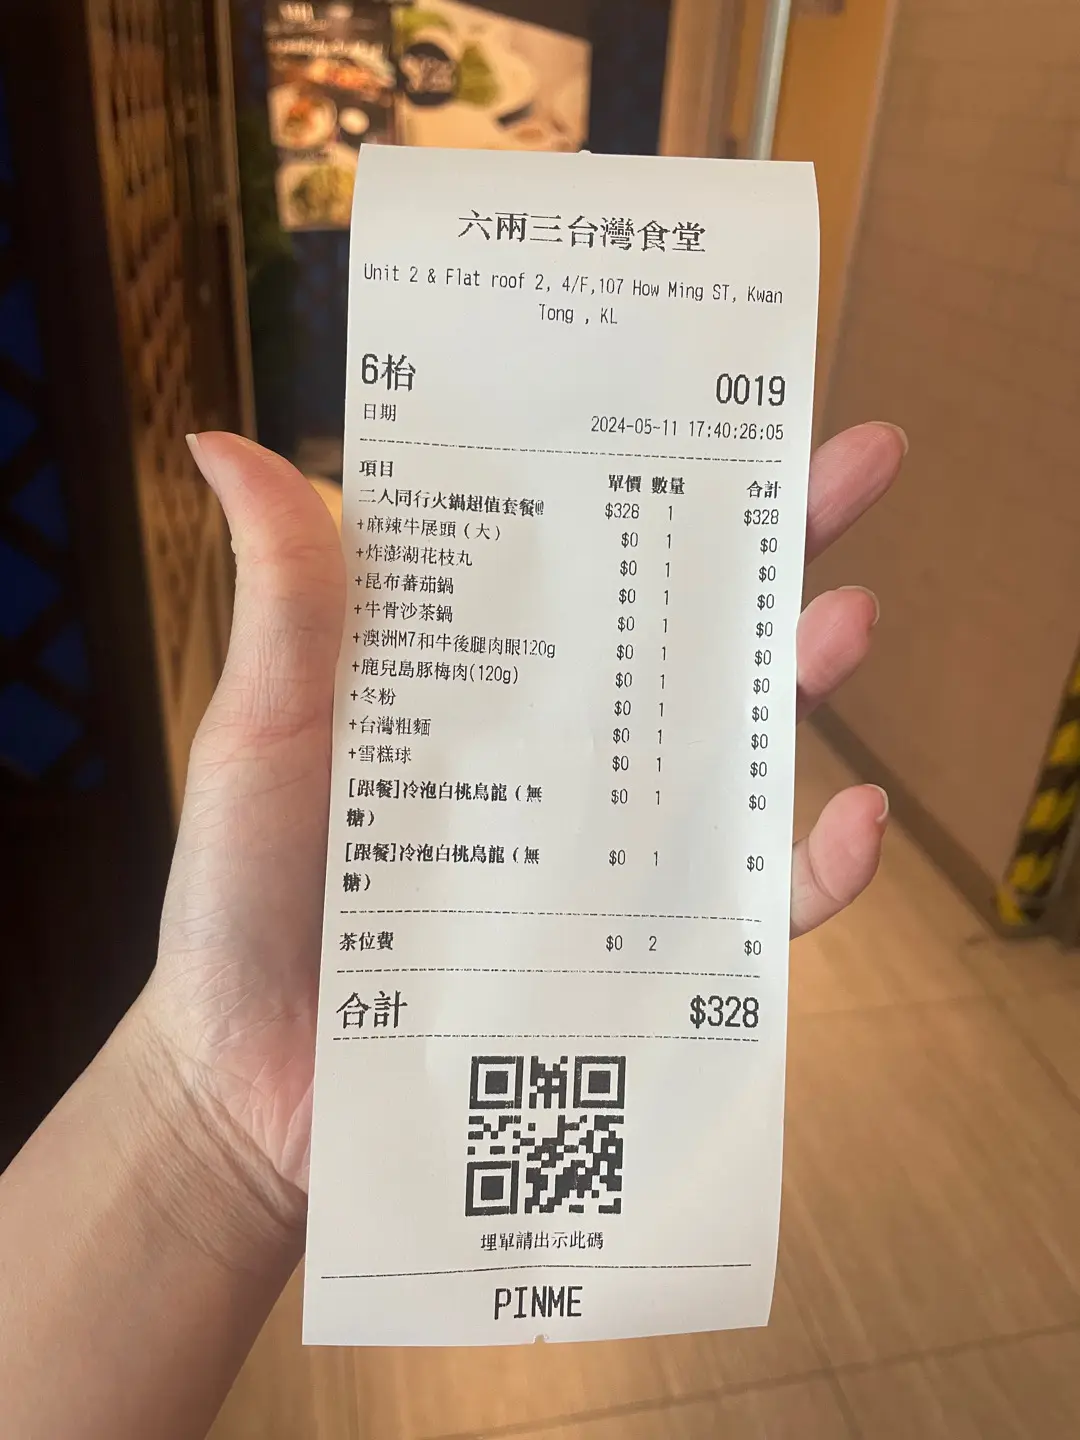 六兩三台灣食堂
Unit 2 & Flat roof 2, 4/F,107 How Ming ST, Kwan
Tong , KL
6枱 0019
日期 2024-05-11 17:40:26:05
項目 單價 數量 合計
二人同行火鍋超值套餐 $328 1 $328
+麻辣牛展頭(大) $0 1 $0
+炸澎湖花枝丸 $0 1 $0
+昆布蕃茄鍋 $0 1 $0
+牛骨沙茶鍋 $0 1 $0
+澳洲M7和牛後腿肉眼120g $0 1 $0
+鹿兒島豚梅肉(120g) $0 1 $0
+冬粉 $0 1 $0
+台灣粗麵 $0 1 $0
+雪糕球 $0 1 $0
[跟餐]冷泡白桃烏龍(無 $0 1 $0
糖)
[跟餐]冷泡白桃烏龍(無 $0 1 $0
糖)
茶位費 $0 2 $0
合計 $328
埋單請出示此碼
PINME